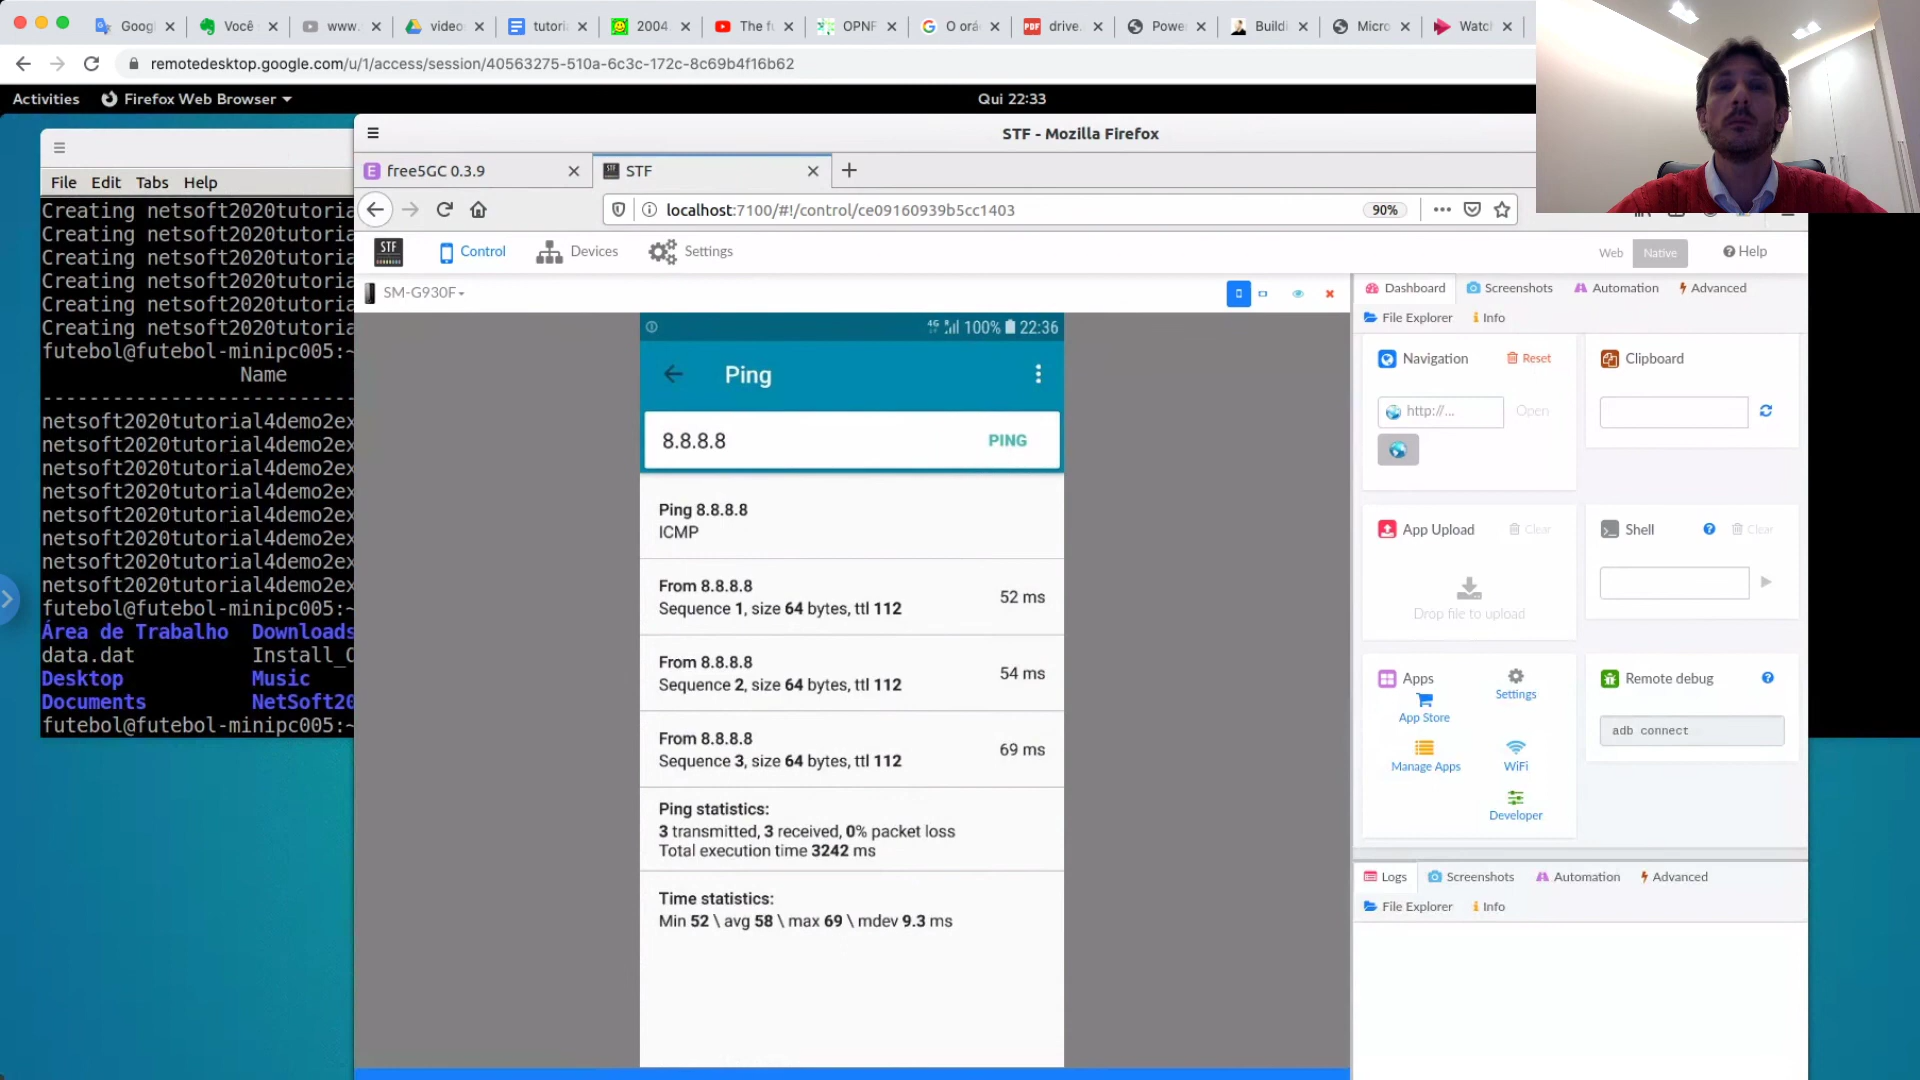 Googl
Você
www.
video
tutori
2004
The fu
OPNF
O orá
drive.
Powe
Buildi
Micro
Watc
remotedesktop.google.com/u/1/access/session/40563275-510a-6c3c-172c-8c69b4f16b62
Activities Firefox Web Browser Qui 22:33
STF - Mozilla Firefox
File Edit Tabs Help
Creating netsoft2020tutoria
Creating netsoft2020tutoria
Creating netsoft2020tutoria
Creating netsoft2020tutoria
Creating netsoft2020tutoria
Creating netsoft2020tutoria
futebol@futebol-minipc005:~
Name
netsoft2020tutorial4demo2ex
netsoft2020tutorial4demo2ex
netsoft2020tutorial4demo2ex
netsoft2020tutorial4demo2ex
netsoft2020tutorial4demo2ex
netsoft2020tutorial4demo2ex
netsoft2020tutorial4demo2ex
netsoft2020tutorial4demo2ex
futebol@futebol-minipc005:~
Área de Trabalho Downloads
data.dat Install_O
Desktop Music
Documents NetSoft20
futebol@futebol-minipc005:~
free5GC 0.3.9
STF
localhost:7100/#!/control/ce09160939b5cc1403 90%
STF Control Devices Settings Web Native Help
SM-G930F
4G 100% 22:36
Ping
8.8.8.8 PING
Ping 8.8.8.8
ICMP
From 8.8.8.8
Sequence 1, size 64 bytes, ttl 112
52 ms
From 8.8.8.8
Sequence 2, size 64 bytes, ttl 112
54 ms
From 8.8.8.8
Sequence 3, size 64 bytes, ttl 112
69 ms
Ping statistics:
3 transmitted, 3 received, 0% packet loss
Total execution time 3242 ms
Time statistics:
Min 52 \ avg 58 \ max 69 \ mdev 9.3 ms
Dashboard Screenshots Automation Advanced
File Explorer Info
Navigation Reset
http://... Open
Clipboard
App Upload Clear
Drop file to upload
Shell Clear
Apps
Settings
App Store
Manage Apps
WiFi
Developer
Remote debug
adb connect
Logs Screenshots Automation Advanced
File Explorer Info